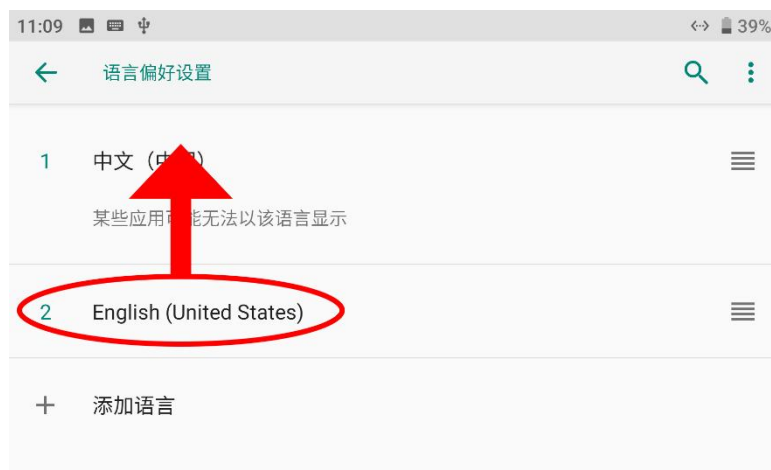 11:09 39%
语言偏好设置
1 中文（中
某些应用 能无法以该语言显示
2 English (United States)
添加语言